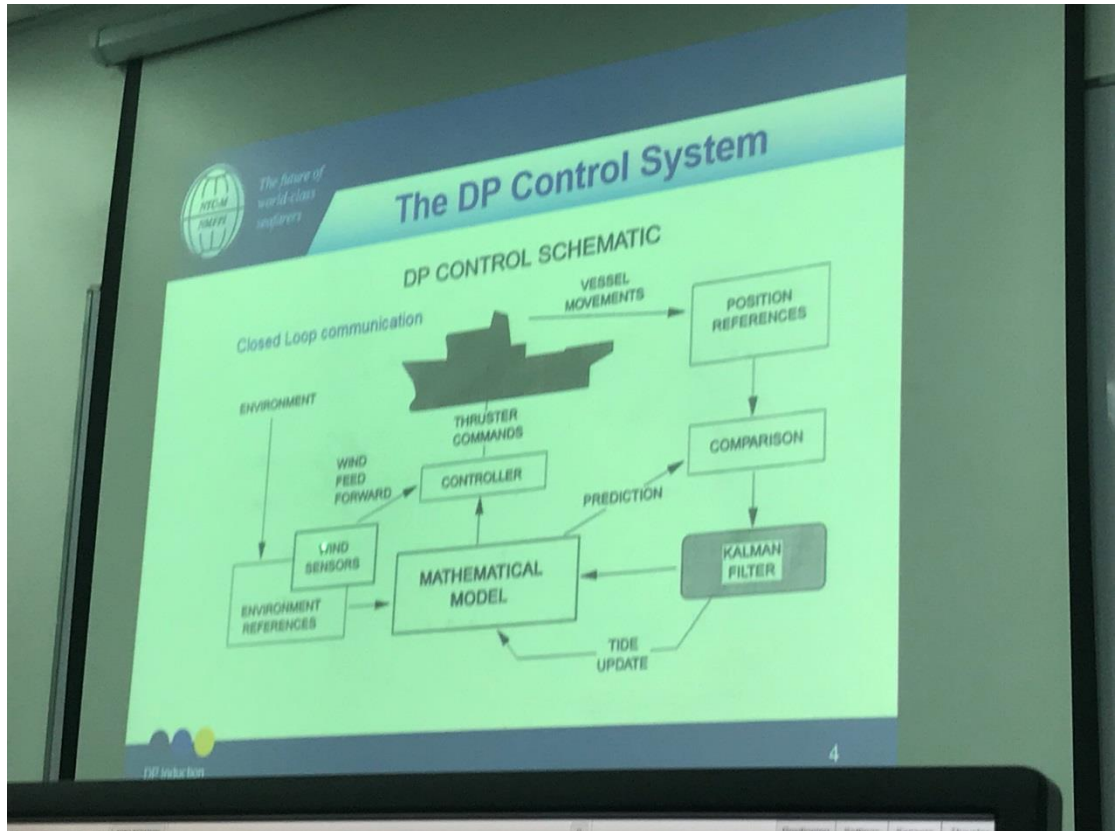 The future of
world-class
seafarers
The DP Control System
DP CONTROL SCHEMATIC
Closed Loop communication
VESSEL
MOVEMENTS
POSITION
REFERENCES
ENVIRONMENT
THRUSTER
COMMANDS
COMPARISON
WIND
FEED
FORWARD
CONTROLLER
PREDICTION
WIND
SENSORS
MATHEMATICAL
MODEL
KALMAN
FILTER
ENVIRONMENT
REFERENCES
TIDE
UPDATE
DP Induction
4